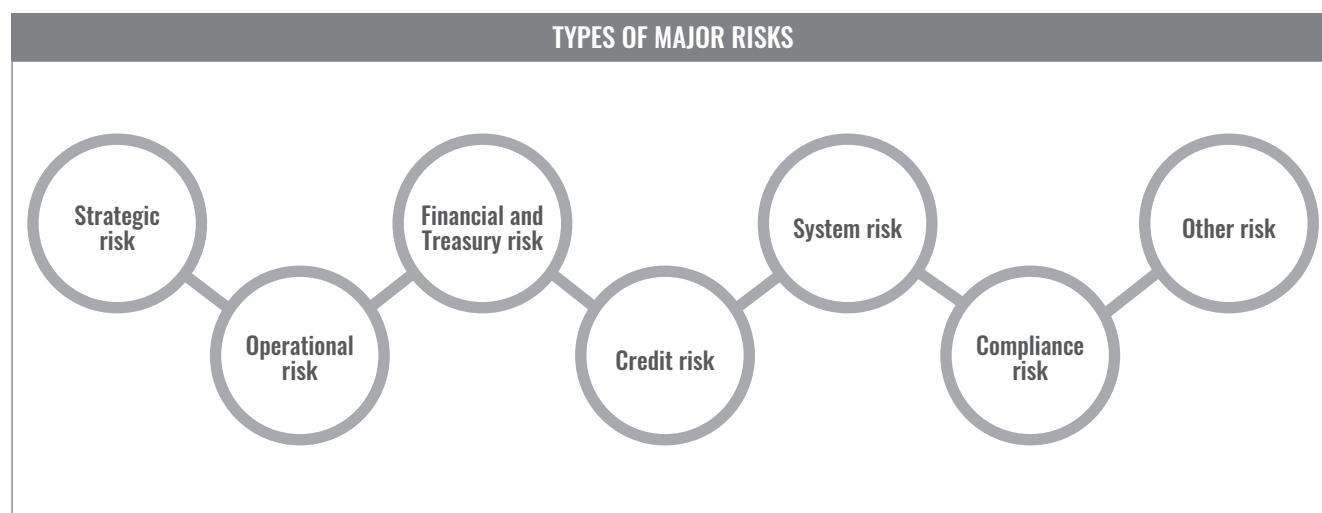 TYPES OF MAJOR RISKS
Strategic
risk
Operational
risk
Financial and
Treasury risk
Credit risk
System risk
Compliance
risk
Other risk